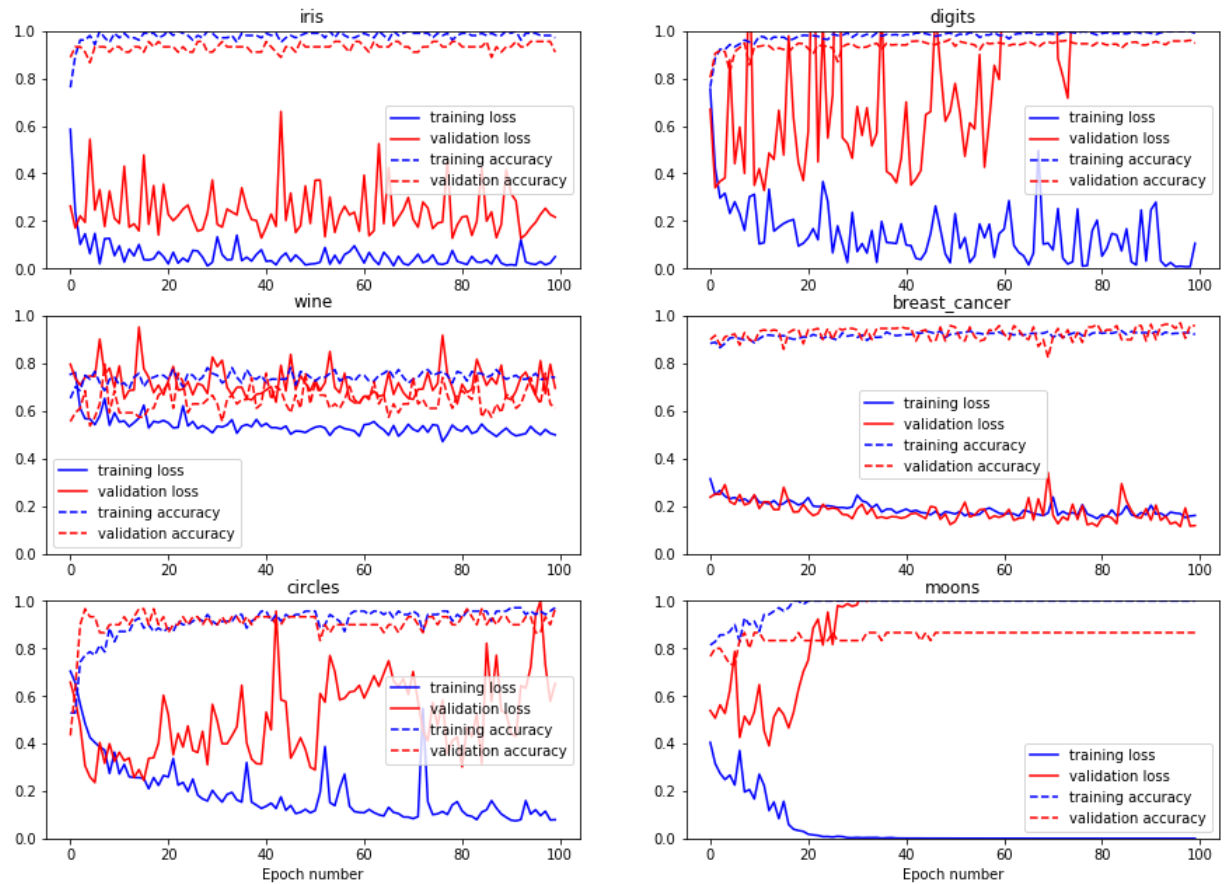 iris
1.0
0.8
0.6
0.4
0.2
0.0
0 20 40 60 80 100
training loss
validation loss
training accuracy
validation accuracy
digits
1.0
0.8
0.6
0.4
0.2
0.0
0 20 40 60 80 100
training loss
validation loss
training accuracy
validation accuracy
wine
1.0
0.8
0.6
0.4
0.2
0.0
0 20 40 60 80 100
training loss
validation loss
training accuracy
validation accuracy
breast_cancer
1.0
0.8
0.6
0.4
0.2
0.0
0 20 40 60 80 100
training loss
validation loss
training accuracy
validation accuracy
circles
1.0
0.8
0.6
0.4
0.2
0.0
0 20 40 60 80 100
Epoch number
training loss
validation loss
training accuracy
validation accuracy
moons
1.0
0.8
0.6
0.4
0.2
0.0
0 20 40 60 80 100
Epoch number
training loss
validation loss
training accuracy
validation accuracy